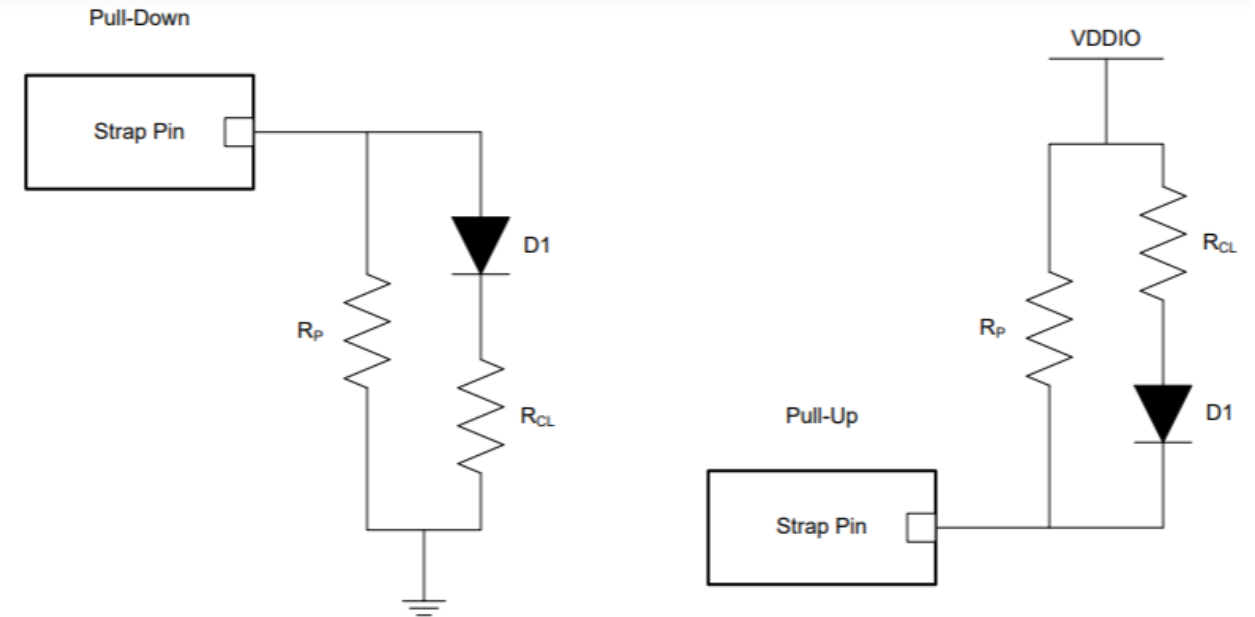 Pull-Down
Strap Pin
D1
RP
RCL
VDDIO
RCL
RP
D1
Pull-Up
Strap Pin